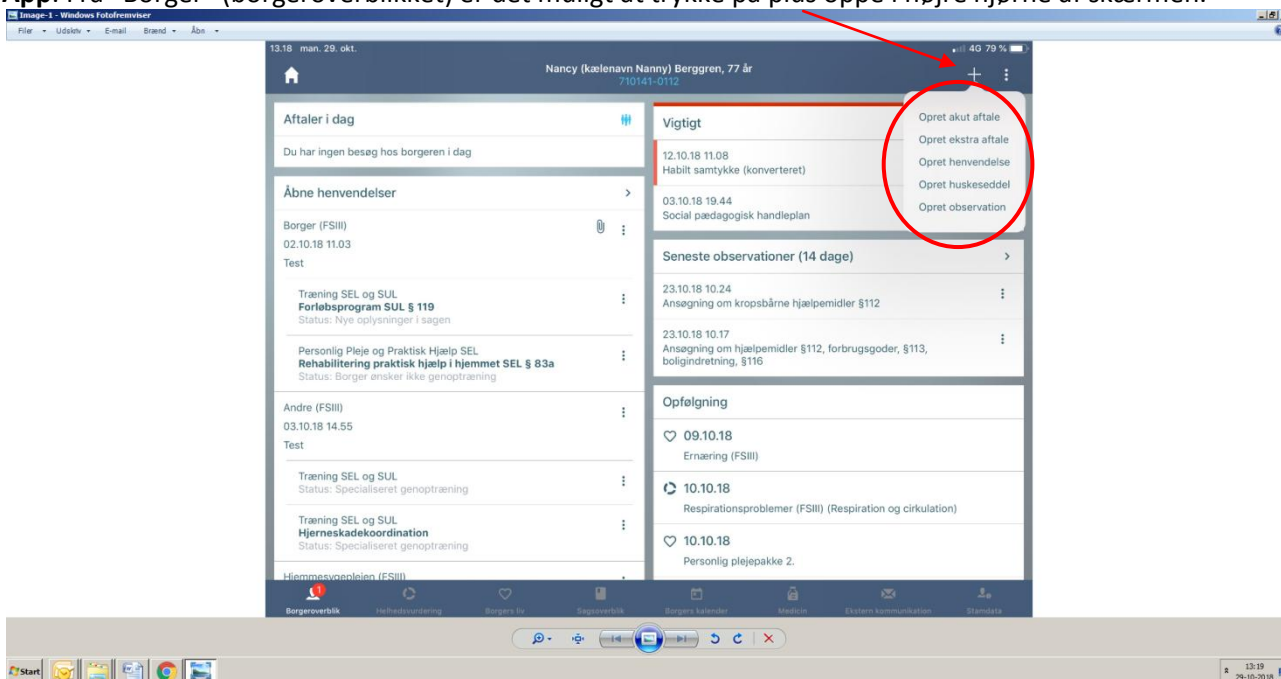 App: Fra "Borger" (borgeroverblikket) er det muligt at trykke på plus oppe i højre hjørne af skærmen.
Image-1 - Windows Fotofremviser
Filer Udskriv E-mail Brænd Åbn
13.18 man. 29. okt.
4G 79 %
Nancy (kælenavn Nanny) Berggren, 77 år
710141-0112
Opret akut aftale
Opret ekstra aftale
Opret henvendelse
Opret huskeseddel
Opret observation
Aftaler i dag
Du har ingen besøg hos borgeren i dag
Åbne henvendelser
Borger (FSIII)
02.10.18 11.03
Test
Træning SEL og SUL
Forløbsprogram SUL § 119
Status: Nye oplysninger i sagen
Personlig Pleje og Praktisk Hjælp SEL
Rehabilitering praktisk hjælp i hjemmet SEL § 83a
Status: Borger ønsker ikke genoptræning
Andre (FSIII)
03.10.18 14.55
Test
Træning SEL og SUL
Status: Specialiseret genoptræning
Træning SEL og SUL
Hjerneskadekoordination
Status: Specialiseret genoptræning
Hjemmesygeplejen (FSIII)
Vigtigt
12.10.18 11.08
Habilt samtykke (konverteret)
03.10.18 19.44
Social pædagogisk handleplan
Seneste observationer (14 dage)
23.10.18 10.24
Ansøgning om kropsbårne hjælpemidler §112
23.10.18 10.17
Ansøgning om hjælpemidler §112, forbrugsgoder, §113,
boligindretning, §116
Opfølgning
09.10.18
Ernæring (FSIII)
10.10.18
Respirationsproblemer (FSIII) (Respiration og cirkulation)
10.10.18
Personlig plejepakke 2.
1
Borgeroverblik Helhedsvurdering Borgers liv Sagsoverblik Borgers kalender Medicin Ekstern kommunikation Stamdata
Start
13:19
29-10-2018